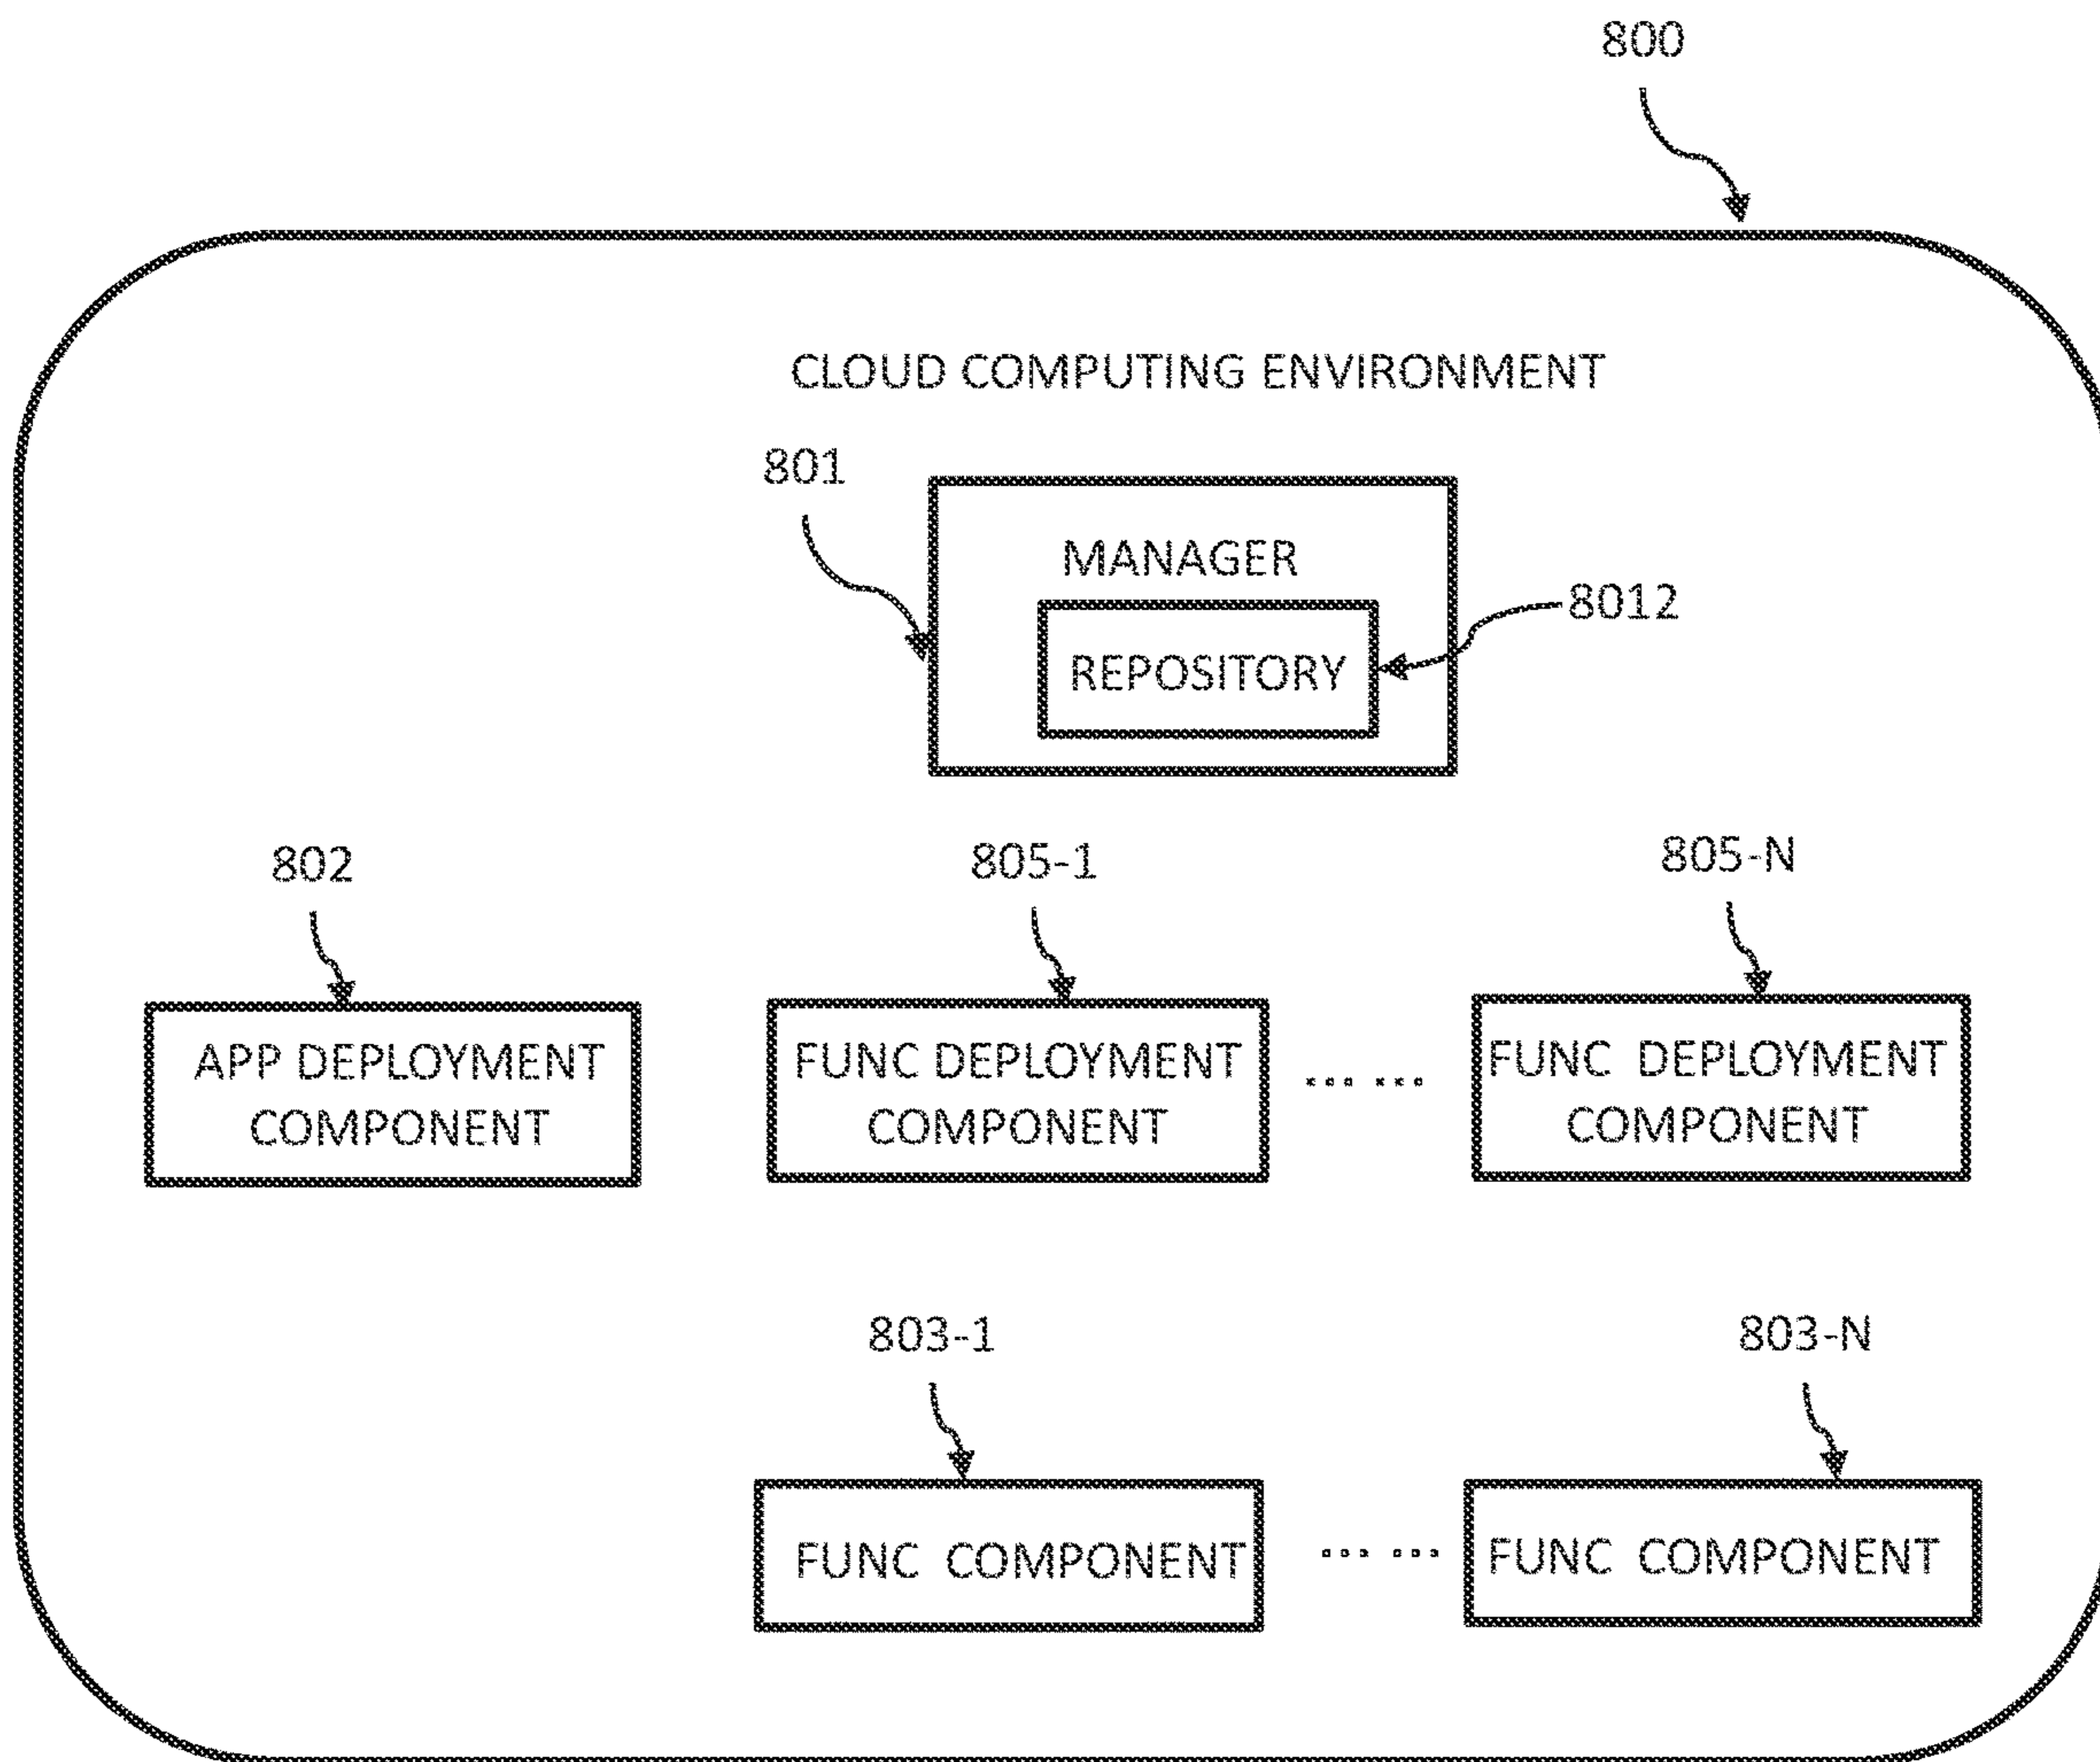 800
CLOUD COMPUTING ENVIRONMENT
801
MANAGER
8012
REPOSITORY
802
805-1
805-N
APP DEPLOYMENT
COMPONENT
FUNC DEPLOYMENT
COMPONENT
... ...
FUNC DEPLOYMENT
COMPONENT
803-1
803-N
FUNC COMPONENT
... ...
FUNC COMPONENT